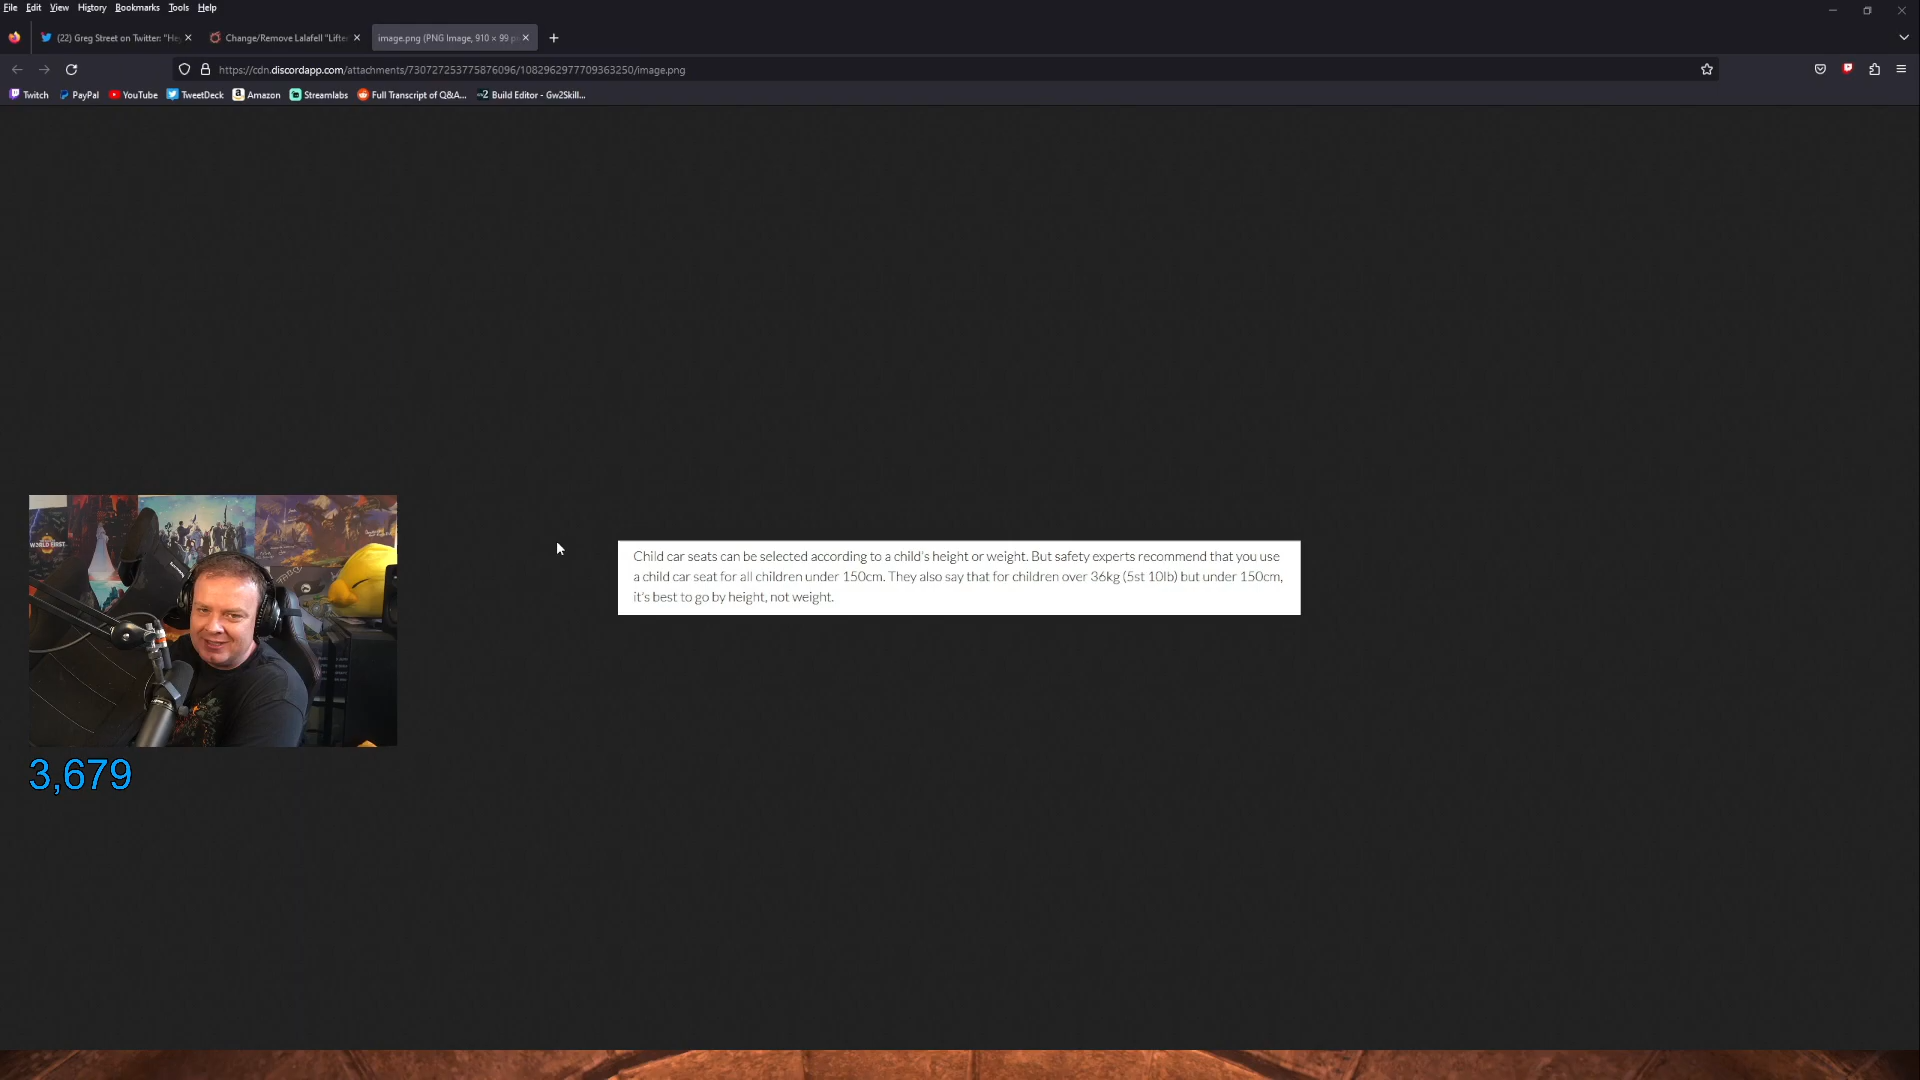 File Edit View History Bookmarks Tools Help
(22) Greg Street on Twitter: "He
Change/Remove Lalafell "Lifte
image.png (PNG Image, 910 × 99 p
https://cdn.discordapp.com/attachments/730727253775876096/1082962977709363250/image.png
Twitch PayPal YouTube TweetDeck Amazon Streamlabs Full Transcript of Q&A... Build Editor - Gw2Skill...
WORLD FIRST
Child car seats can be selected according to a child's height or weight. But safety experts recommend that you use
a child car seat for all children under 150cm. They also say that for children over 36kg (5st 10lb) but under 150cm,
it's best to go by height, not weight.
3,679